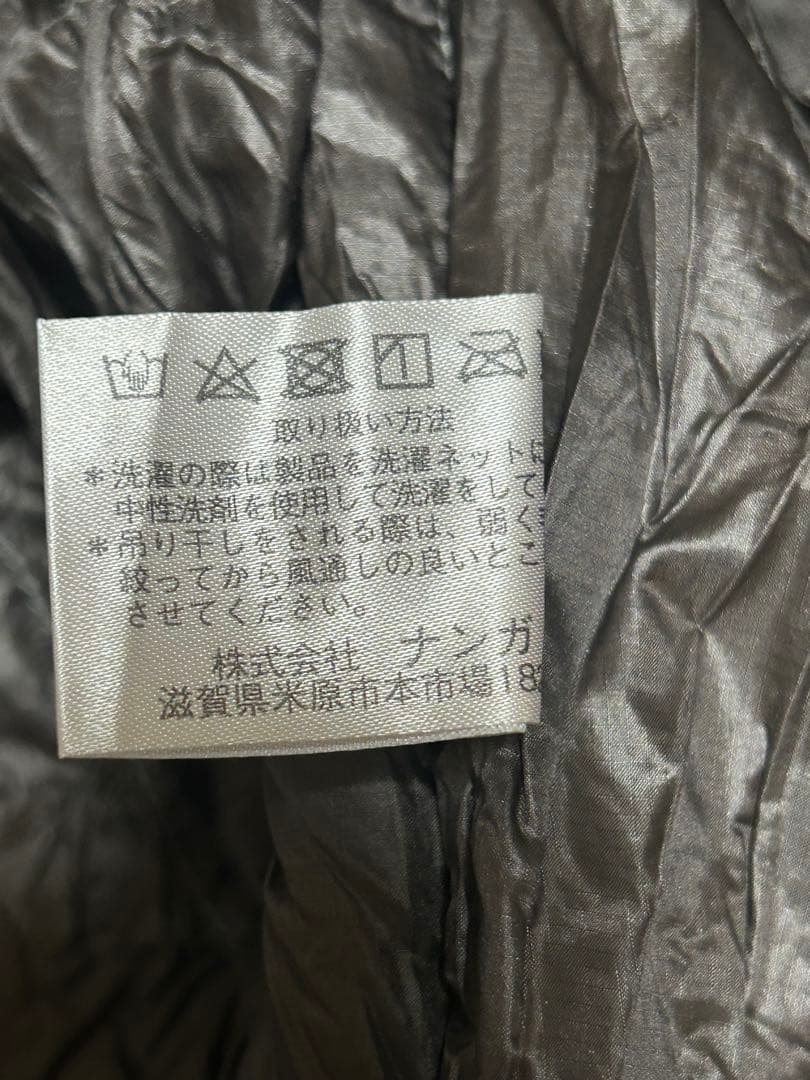 取り扱い方法
*洗濯の際は製品を洗濯ネットに
中性洗剤を使用して洗濯をして
*吊り干しをされる際は、弱く
絞ってから風通しの良いとこ
させてください。
株式会社 ナンガ
滋賀県米原市本市場18